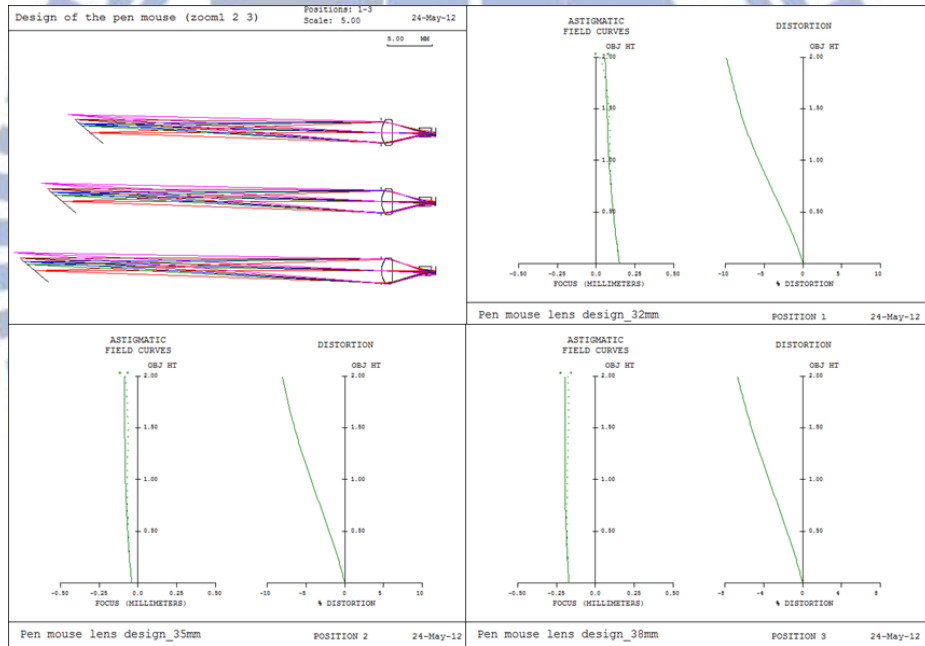 Design of the pen mouse (zoom1 2 3)
Positions: 1-3
Scale: 5.00
24-May-12
5.00 MM
ASTIGMATIC
FIELD CURVES
OBJ HT
2.00
1.50
1.00
0.50
-0.50 -0.25 0.0 0.25 0.50
FOCUS (MILLIMETERS)
DISTORTION
OBJ HT
2.00
1.50
1.00
0.50
-10 -5 0 5 10
% DISTORTION
Pen mouse lens design_32mm
POSITION 1
24-May-12
ASTIGMATIC
FIELD CURVES
OBJ HT
2.00
1.50
1.00
0.50
-0.50 -0.25 0.0 0.25 0.50
FOCUS (MILLIMETERS)
DISTORTION
OBJ HT
2.00
1.50
1.00
0.50
-10 -5 0 5 10
% DISTORTION
Pen mouse lens design_35mm
POSITION 2
24-May-12
ASTIGMATIC
FIELD CURVES
OBJ HT
2.00
1.50
1.00
0.50
-0.50 -0.25 0.0 0.25 0.50
FOCUS (MILLIMETERS)
DISTORTION
OBJ HT
2.00
1.50
1.00
0.50
-8 -4 0 4 8
% DISTORTION
Pen mouse lens design_38mm
POSITION 3
24-May-12